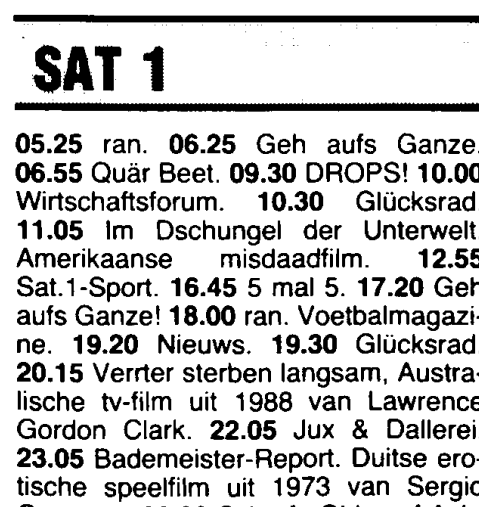 SAT 1
05.25 ran. 06.25 Geh aufs Ganze.
06.55 Quär Beet. 09.30 DROPS! 10.00
Wirtschaftsforum. 10.30 Glücksrad.
11.05 Im Dschungel der Unterwelt.
Amerikaanse misdaadfilm. 12.55
Sat.1-Sport. 16.45 5 mal 5. 17.20 Geh
aufs Ganze! 18.00 ran. Voetbalmagazi-
ne. 19.20 Nieuws. 19.30 Glücksrad.
20.15 Verrter sterben langsam, Austra-
lische tv-film uit 1988 van Lawrence
Gordon Clark. 22.05 Jux & Dallerei.
23.05 Bademeister-Report. Duitse ero-
tische speelfilm uit 1973 van Sergio